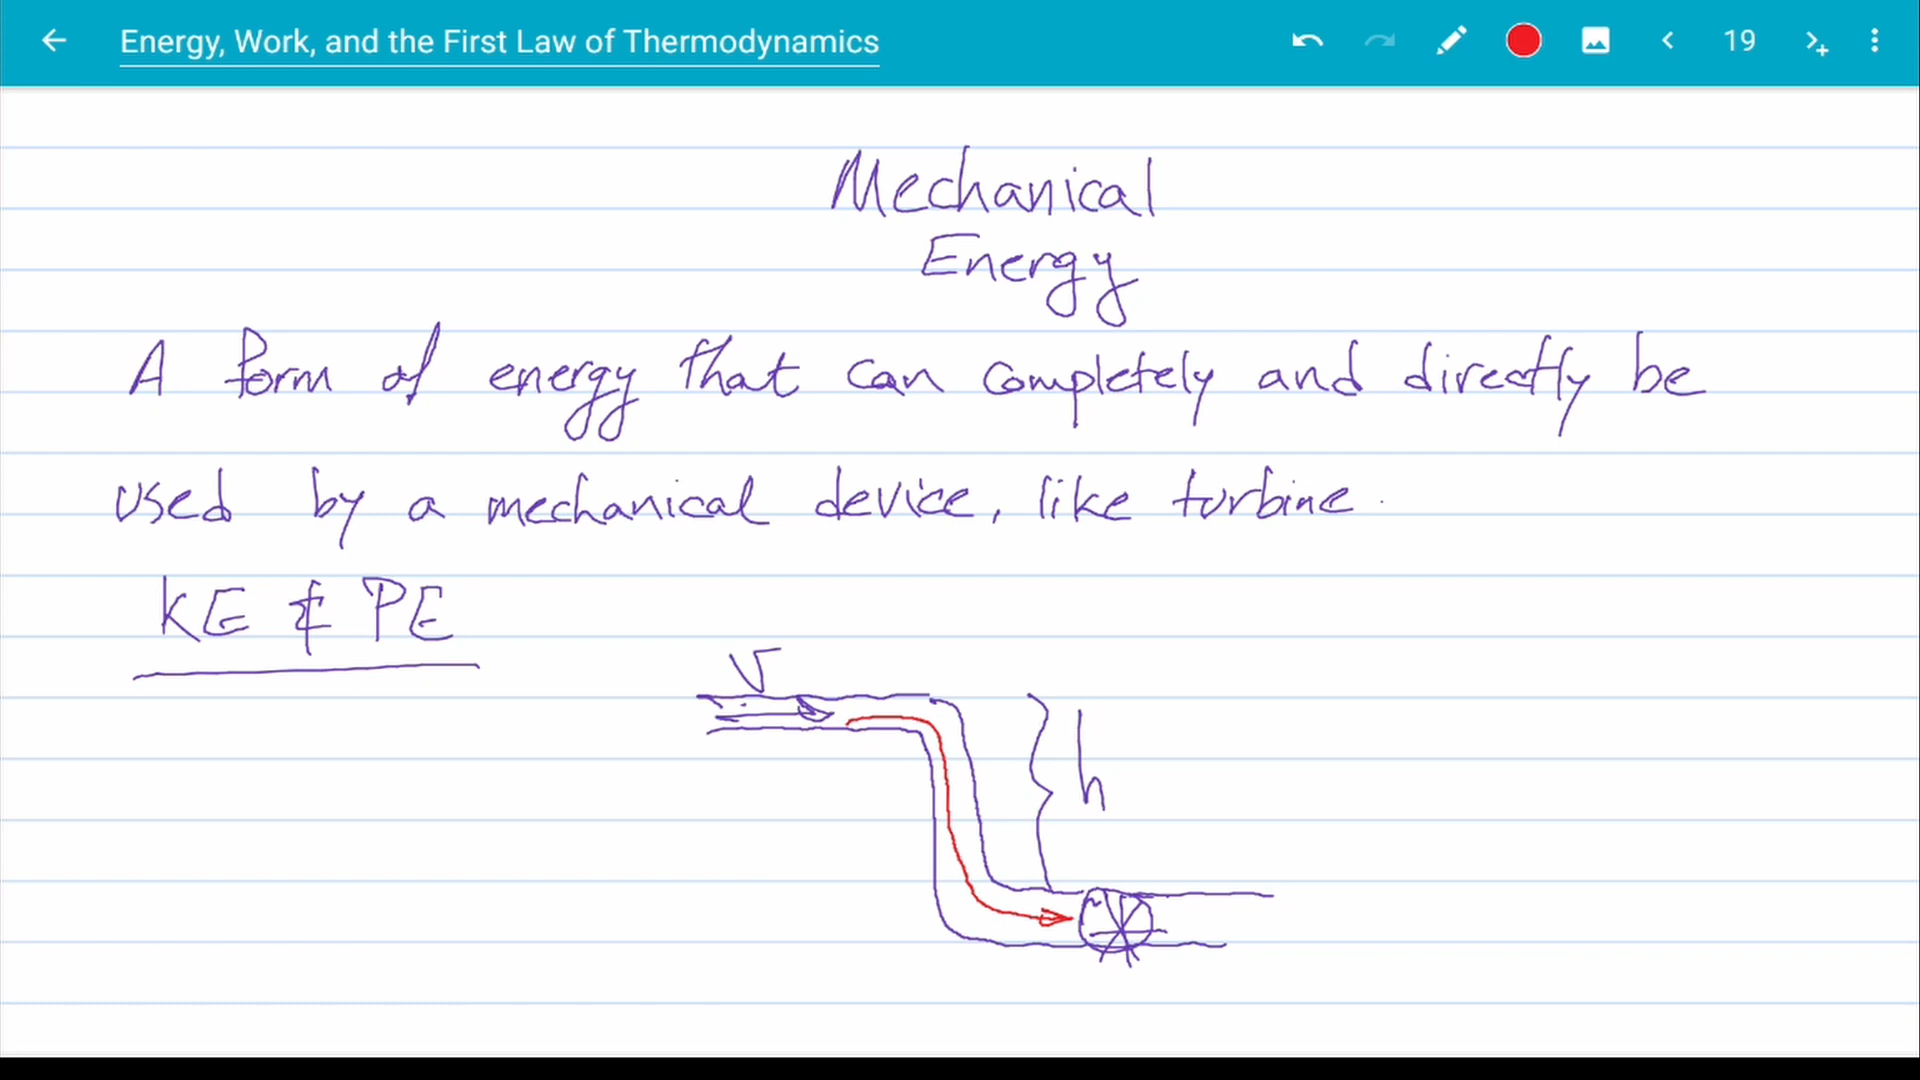 Energy, Work, and the First Law of Thermodynamics
19
Mechanical
Energy
A form of energy that can completely and directly be
used by a mechanical device, like turbine.
KE & PE
V
h